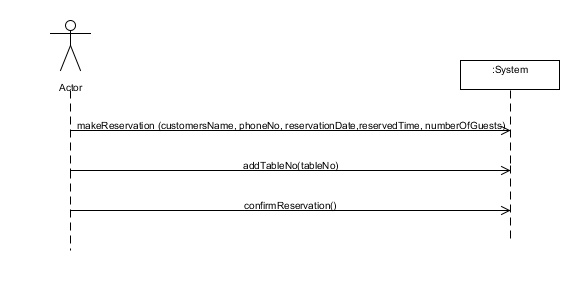 Actor
:System
makeReservation (customersName, phoneNo, reservationDate,reservedTime, numberOfGuests)
addTableNo(tableNo)
confirmReservation()